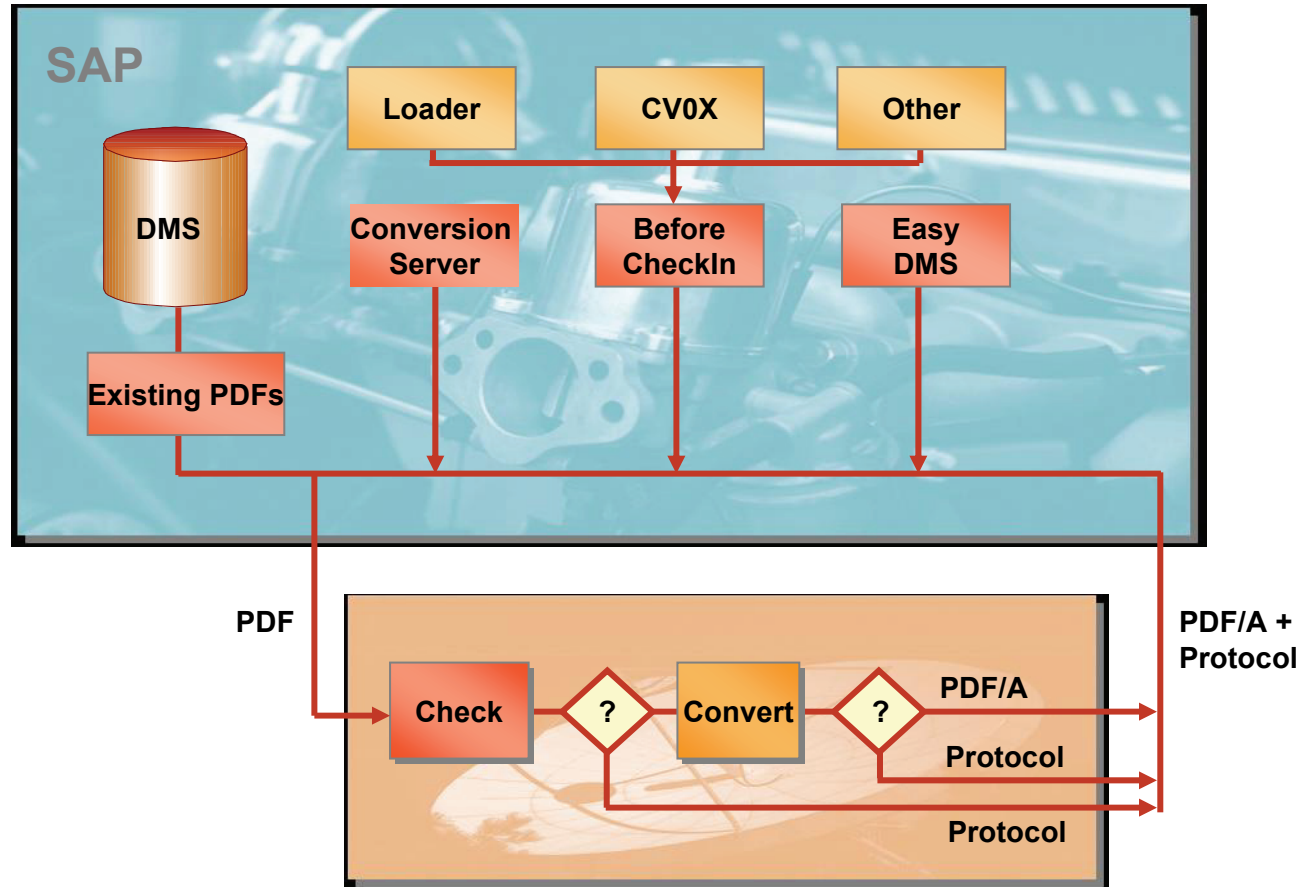 SAP
Loader
CV0X
Other
DMS
Conversion
Server
Before
CheckIn
Easy
DMS
Existing PDFs
PDF
PDF/A +
Protocol
Check
?
Convert
?
PDF/A
Protocol
Protocol